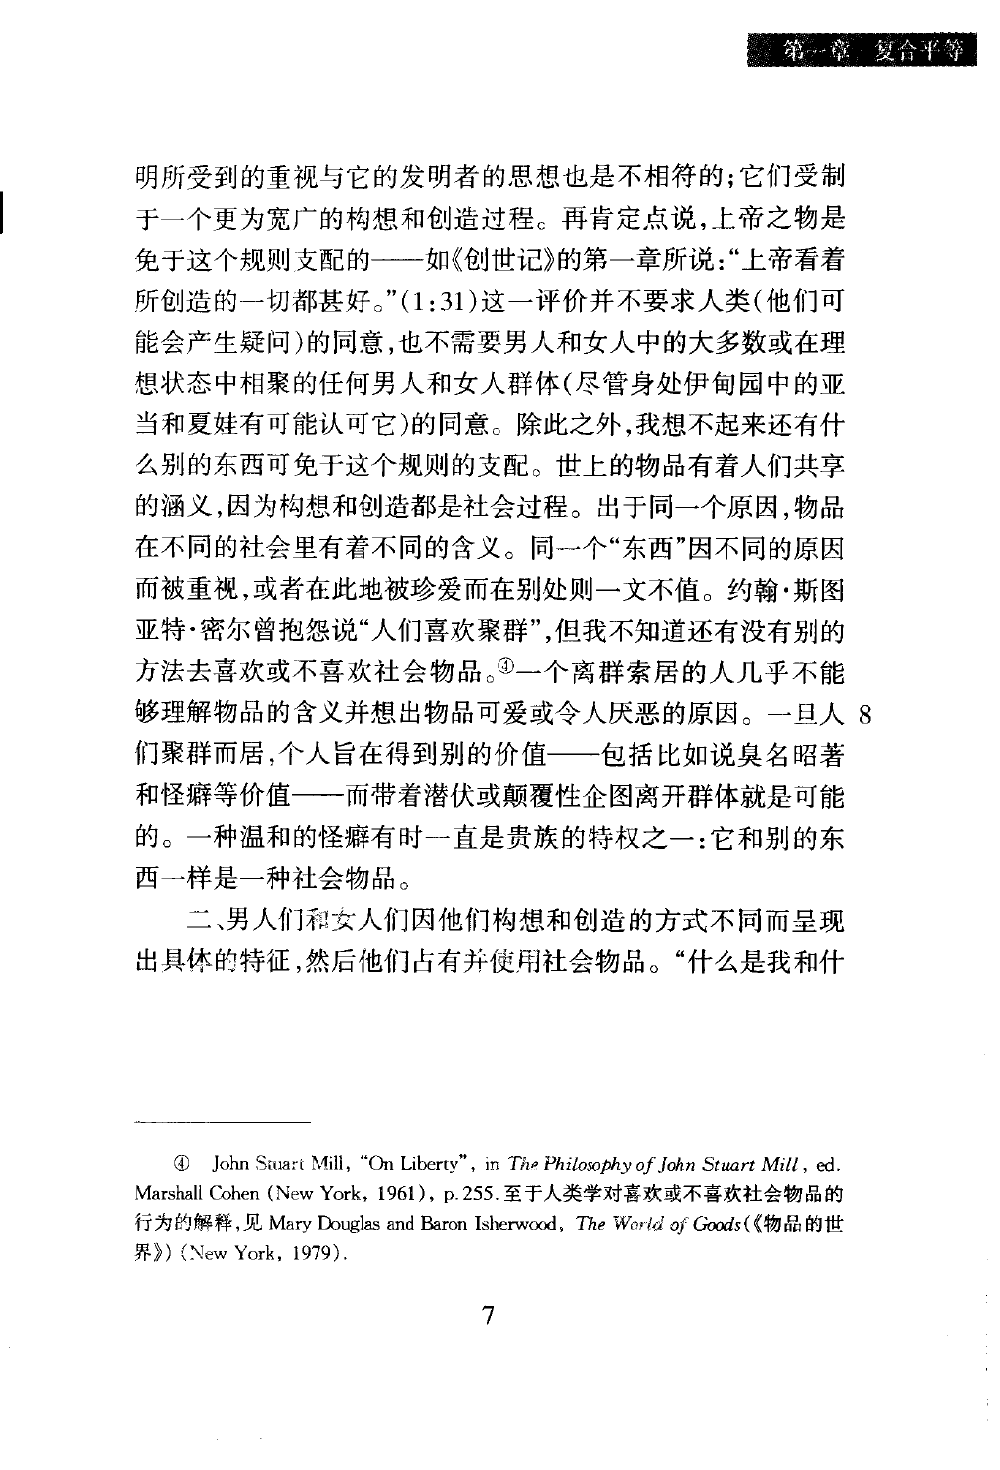 第一章 复合平等
明所受到的重视与它的发明者的思想也是不相符的;它们受制
于一个更为宽广的构想和创造过程。再肯定点说,上帝之物是
免于这个规则支配的——如《创世记》的第一章所说:“上帝看着
所创造的一切都甚好。”(1:31)这一评价并不要求人类(他们可
能会产生疑问)的同意,也不需要男人和女人中的大多数或在理
想状态中相聚的任何男人和女人群体(尽管身处伊甸园中的亚
当和夏娃有可能认可它)的同意。除此之外,我想不起来还有什
么别的东西可免于这个规则的支配。世上的物品有着人们共享
的涵义,因为构想和创造都是社会过程。出于同一个原因,物品
在不同的社会里有着不同的含义。同一个“东西”因不同的原因
而被重视,或者在此地被珍爱而在别处则一文不值。约翰·斯图
亚特·密尔曾抱怨说“人们喜欢聚群”,但我不知道还有没有别的
方法去喜欢或不喜欢社会物品。④一个离群索居的人几乎不能
够理解物品的含义并想出物品可爱或令人厌恶的原因。一旦人 8
们聚群而居,个人旨在得到别的价值——包括比如说臭名昭著
和怪癖等价值——而带着潜伏或颠覆性企图离开群体就是可能
的。一种温和的怪癖有时一直是贵族的特权之一:它和别的东
西一样是一种社会物品。
二、男人们和女人们因他们构想和创造的方式不同而呈现
出具体的特征,然后他们占有并使用社会物品。“什么是我和什
④ John Stuart Mill, “On Liberty”, in The Philosophy of John Stuart Mill, ed.
Marshall Cohen (New York, 1961), p.255.至于人类学对喜欢或不喜欢社会物品的
行为的解释,见 Mary Douglas and Baron Isherwood, The World of Goods(《物品的世
界》) (New York, 1979).
7